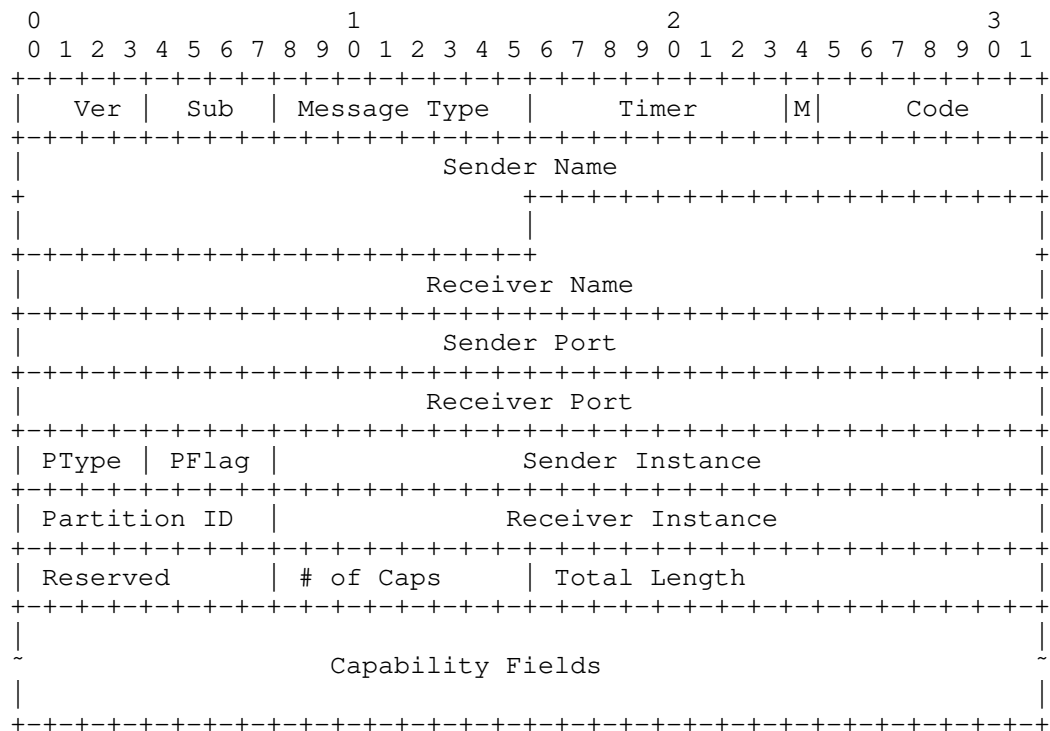 0                   1                   2                   3
 0 1 2 3 4 5 6 7 8 9 0 1 2 3 4 5 6 7 8 9 0 1 2 3 4 5 6 7 8 9 0 1
+-+-+-+-+-+-+-+-+-+-+-+-+-+-+-+-+-+-+-+-+-+-+-+-+-+-+-+-+-+-+-+-+
|   Ver |  Sub  | Message Type  |     Timer     |M|     Code    |
+-+-+-+-+-+-+-+-+-+-+-+-+-+-+-+-+-+-+-+-+-+-+-+-+-+-+-+-+-+-+-+-+
|                          Sender Name                          |
+                               +-+-+-+-+-+-+-+-+-+-+-+-+-+-+-+-+
|                               |                               |
+-+-+-+-+-+-+-+-+-+-+-+-+-+-+-+-+                               +
|                         Receiver Name                         |
+-+-+-+-+-+-+-+-+-+-+-+-+-+-+-+-+-+-+-+-+-+-+-+-+-+-+-+-+-+-+-+-+
|                          Sender Port                          |
+-+-+-+-+-+-+-+-+-+-+-+-+-+-+-+-+-+-+-+-+-+-+-+-+-+-+-+-+-+-+-+-+
|                         Receiver Port                         |
+-+-+-+-+-+-+-+-+-+-+-+-+-+-+-+-+-+-+-+-+-+-+-+-+-+-+-+-+-+-+-+-+
| PType | PFlag |               Sender Instance                 |
+-+-+-+-+-+-+-+-+-+-+-+-+-+-+-+-+-+-+-+-+-+-+-+-+-+-+-+-+-+-+-+-+
| Partition ID  |              Receiver Instance                |
+-+-+-+-+-+-+-+-+-+-+-+-+-+-+-+-+-+-+-+-+-+-+-+-+-+-+-+-+-+-+-+-+
| Reserved      | # of Caps     | Total Length                  |
+-+-+-+-+-+-+-+-+-+-+-+-+-+-+-+-+-+-+-+-+-+-+-+-+-+-+-+-+-+-+-+-+
|                                                               |
~                   Capability Fields                           ~
|                                                               |
+-+-+-+-+-+-+-+-+-+-+-+-+-+-+-+-+-+-+-+-+-+-+-+-+-+-+-+-+-+-+-+-+